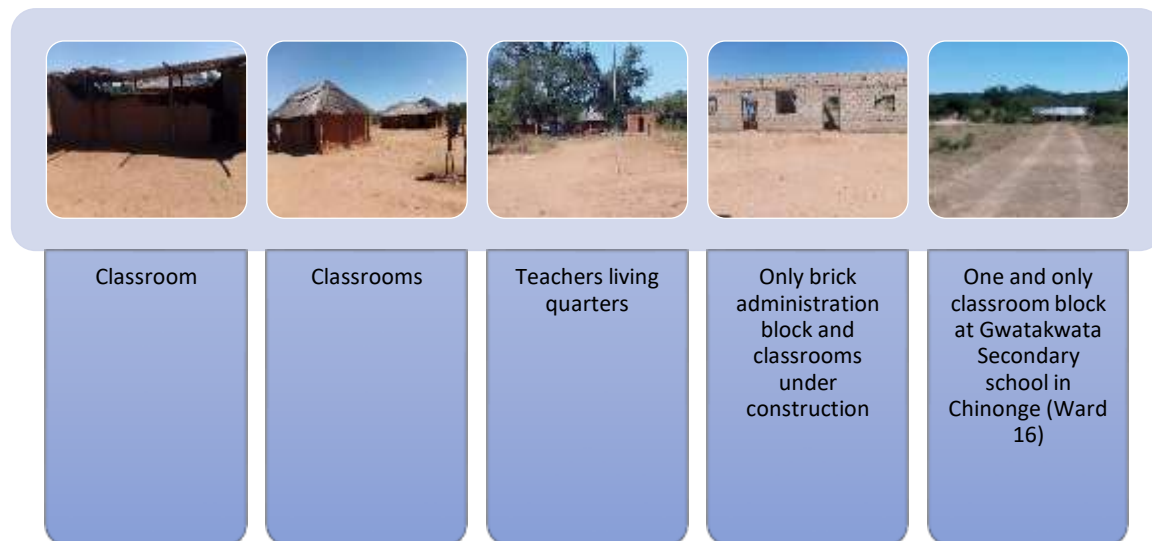 Classroom
Classrooms
Teachers living
quarters
Only brick
administration
block and
classrooms
under
construction
One and only
classroom block
at Gwatakwata
Secondary
school in
Chinonge (Ward
16)